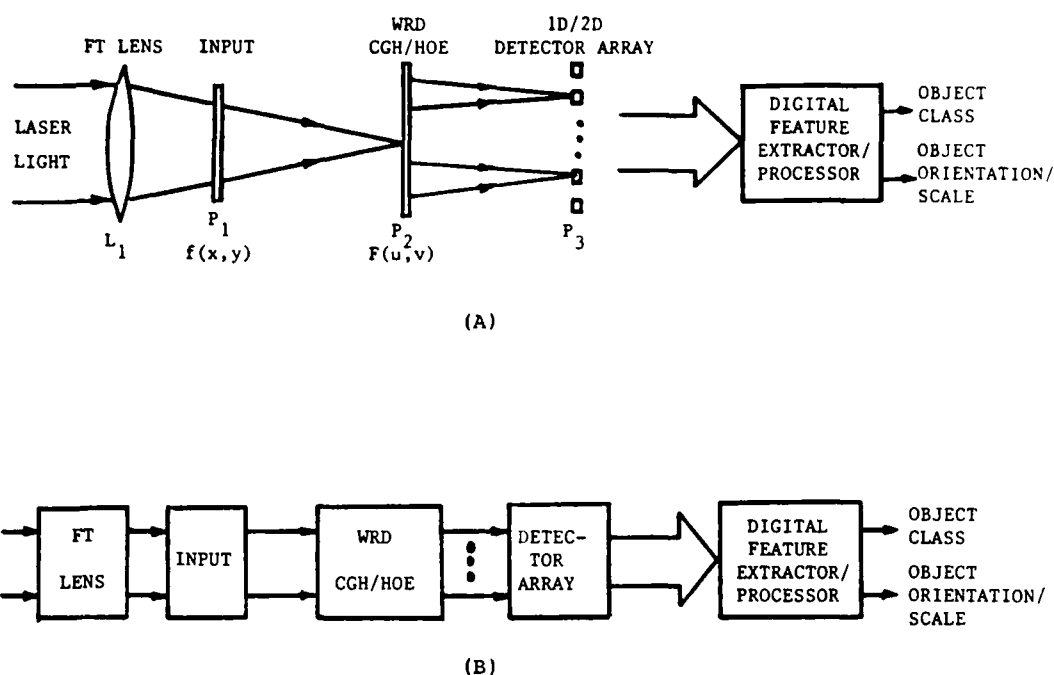 FT LENS
INPUT
WRD
CGH/HOE
1D/2D
DETECTOR ARRAY
LASER
LIGHT
L1
P1
f(x,y)
P2
F(u,v)
P3
DIGITAL
FEATURE
EXTRACTOR/
PROCESSOR
OBJECT
CLASS
OBJECT
ORIENTATION/
SCALE
(A)
FT
LENS
INPUT
WRD
CGH/HOE
DETEC-
TOR
ARRAY
DIGITAL
FEATURE
EXTRACTOR/
PROCESSOR
OBJECT
CLASS
OBJECT
ORIENTATION/
SCALE
(B)